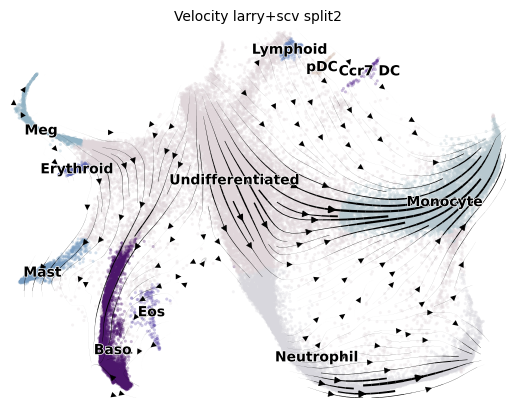 Velocity larry+scv split2
Lymphoid
pDC
Ccr7 DC
Meg
Erythroid
Undifferentiated
Monocyte
Mast
Eos
Baso
Neutrophil